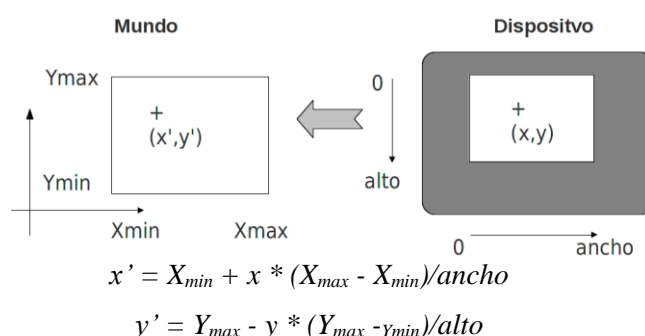 Mundo
Dispositvo
Ymax
0
+
(x',y')
+
(x,y)
Ymin
alto
Xmin
Xmax
0
ancho
x’ = Xmin + x * (Xmax - Xmin)/ancho
y’ = Ymax - y * (Ymax -Ymin)/alto